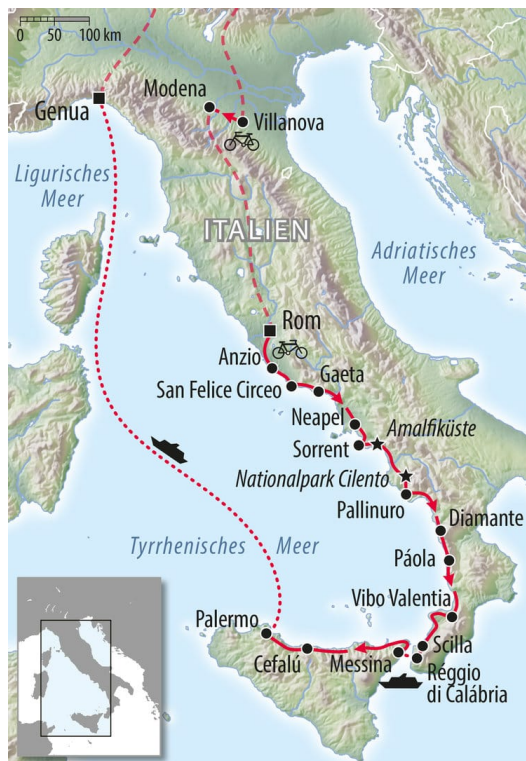 0 50 100 km
Modena
Genua
Villanova
Ligurisches
Meer
ITALIEN
Adriatisches
Meer
Rom
Anzio
Gaeta
San Felice Circeo
Neapel
Amalfiküste
Sorrent
Nationalpark Cilento
Pallinuro
Diamante
Tyrrhenisches Meer
Páola
Vibo Valentia
Palermo
Scilla
Cefalú
Messina
Réggio
di Calábria